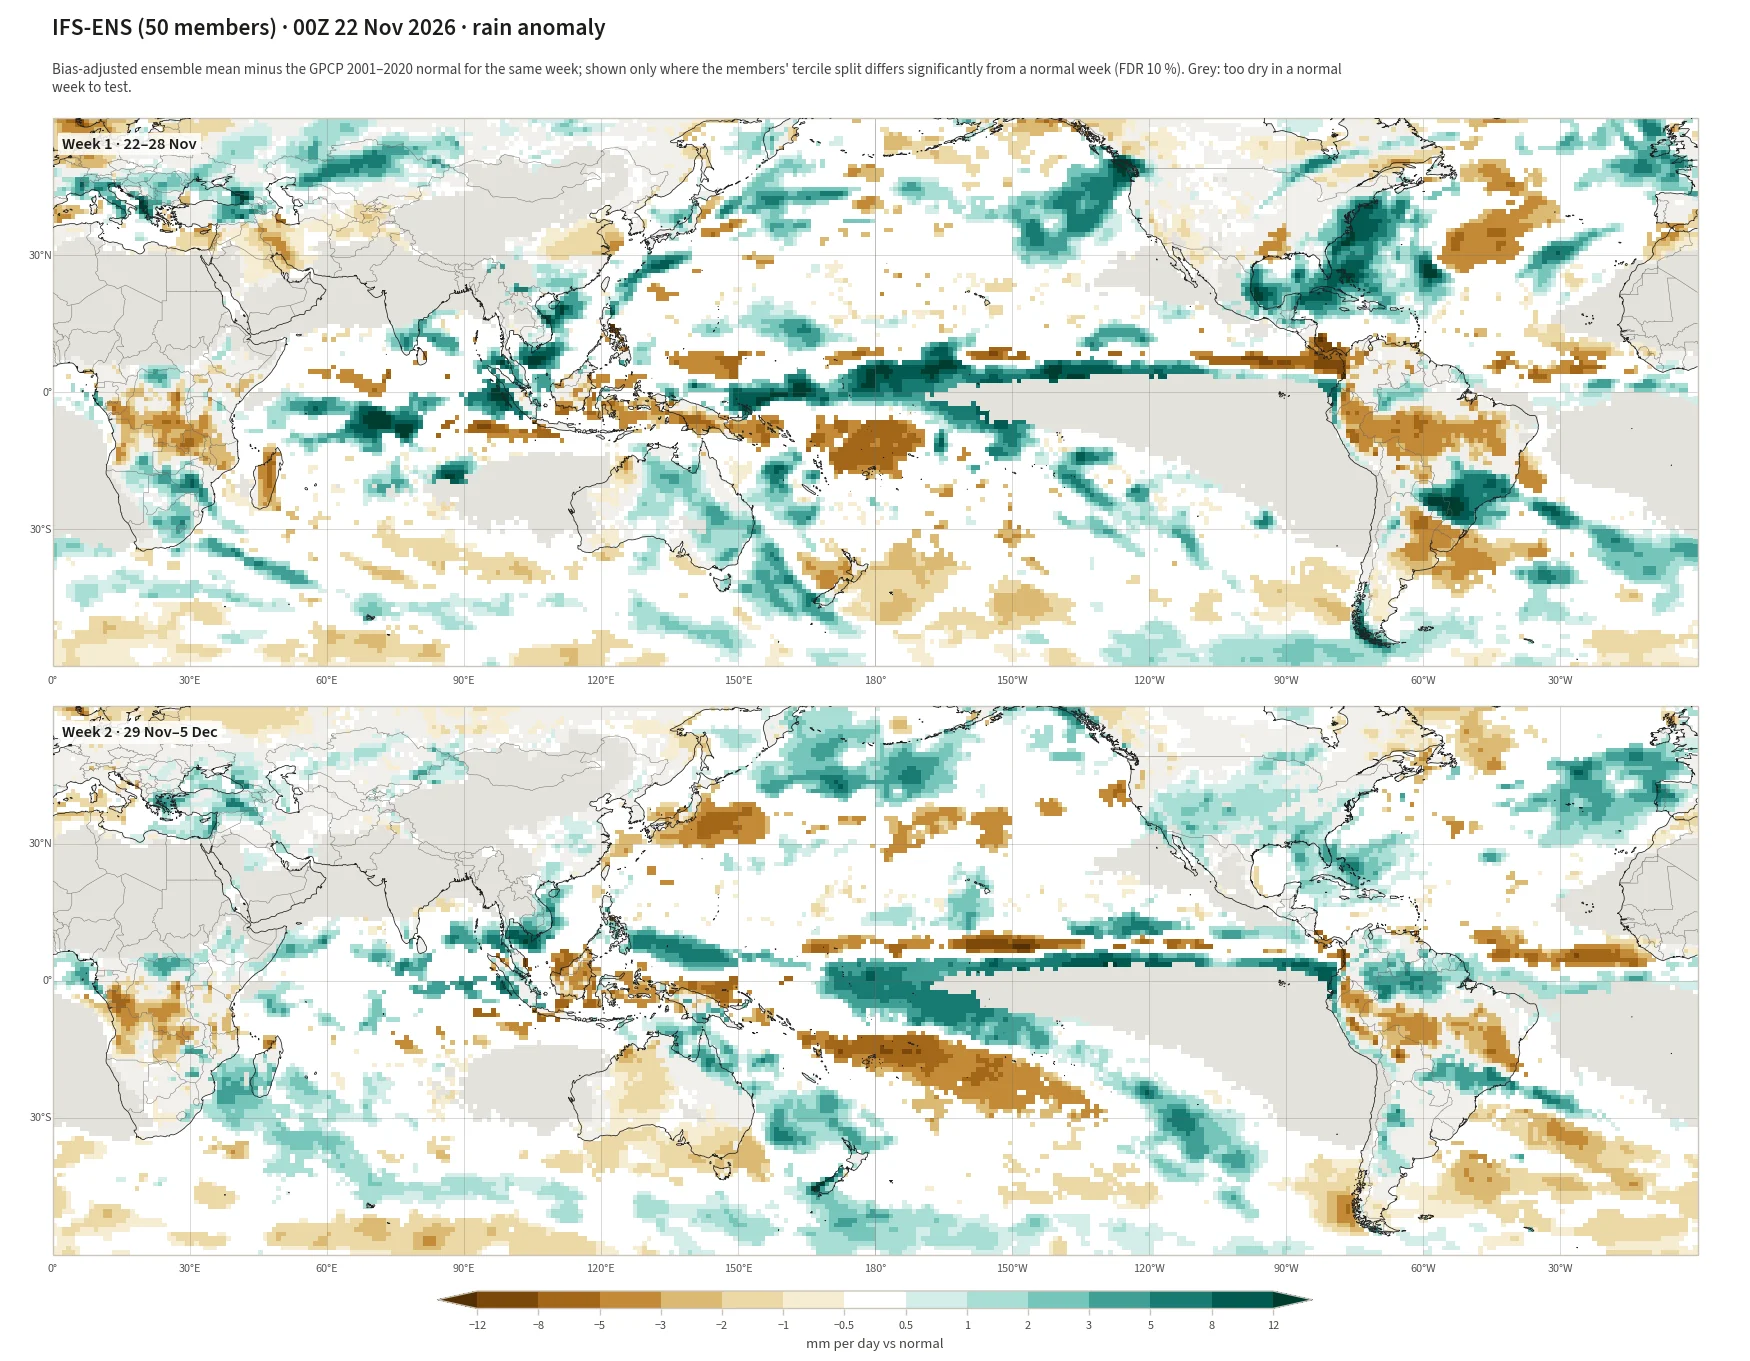 IFS-ENS (50 members) · 00Z 22 Nov 2026 · rain anomaly
Bias-adjusted ensemble mean minus the GPCP 2001–2020 normal for the same week; shown only where the members' tercile split differs significantly from a normal week (FDR 10 %). Grey: too dry in a normal
week to test.
Week 1 · 22–28 Nov
30°N
0°
30°S
0° 30°E 60°E 90°E 120°E 150°E 180° 150°W 120°W 90°W 60°W 30°W
Week 2 · 29 Nov–5 Dec
30°N
0°
30°S
0° 30°E 60°E 90°E 120°E 150°E 180° 150°W 120°W 90°W 60°W 30°W
−12 −8 −5 −3 −2 −1 −0.5 0.5 1 2 3 5 8 12
mm per day vs normal